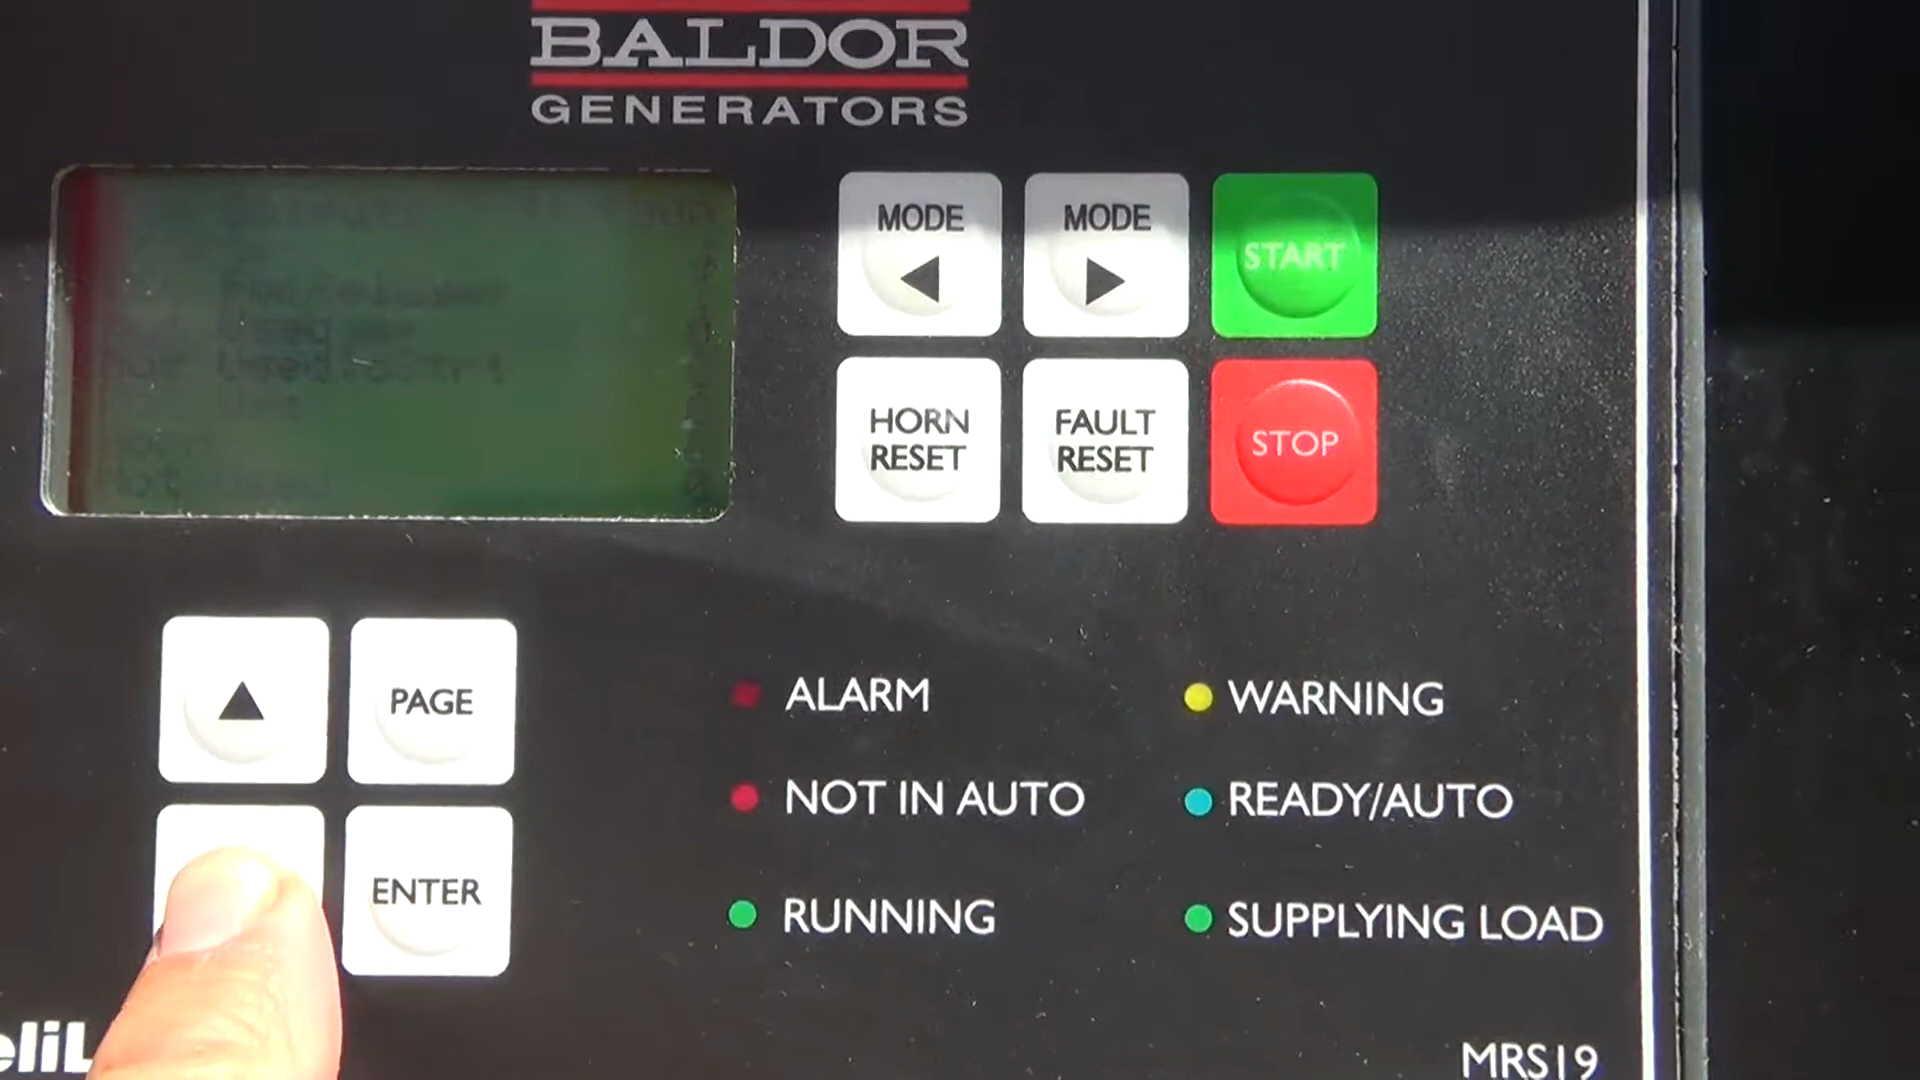 BALDOR
GENERATORS
MODE
MODE
START
HORN
RESET
FAULT
RESET
STOP
PAGE
ENTER
ALARM
WARNING
NOT IN AUTO
READY/AUTO
RUNNING
SUPPLYING LOAD
eliL
MRS19